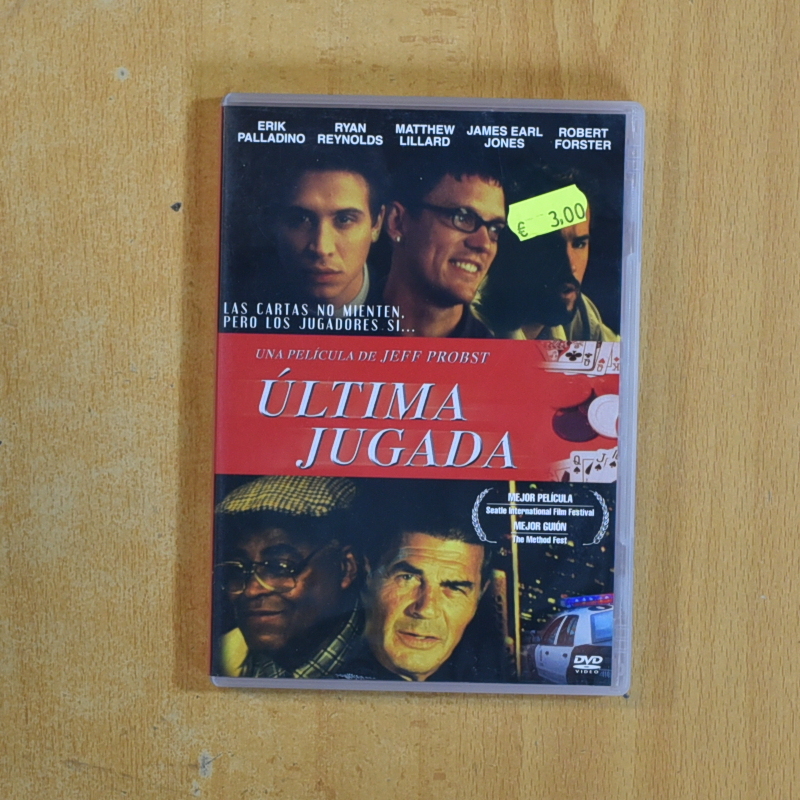 ERIK PALLADINO
RYAN REYNOLDS
MATTHEW LILLARD
JAMES EARL JONES
ROBERT FORSTER
€ 3,00
LAS CARTAS NO MIENTEN,
PERO LOS JUGADORES SI...
UNA PELÍCULA DE JEFF PROBST
ÚLTIMA
JUGADA
Q J
MEJOR PELÍCULA
Seatle International Film Festival
MEJOR GUIÓN
The Method Fest
DVD
VIDEO